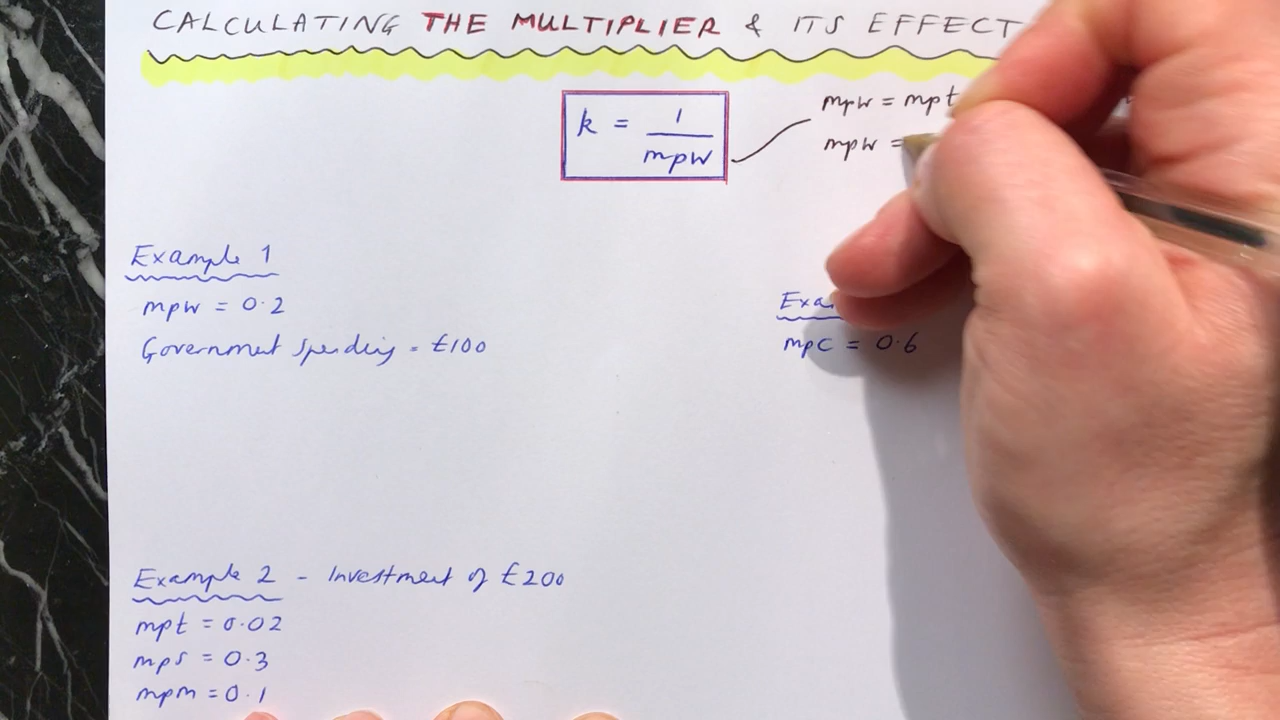 CALCULATING THE MULTIPLIER & ITS EFFECT
k = 1 / mpw
mpw = mpt
mpw =
Example 1
mpw = 0.2
Government spending = £100
mpc = 0.6
Example 2 - Investment of £200
mpt = 0.02
mps = 0.3
mpm = 0.1